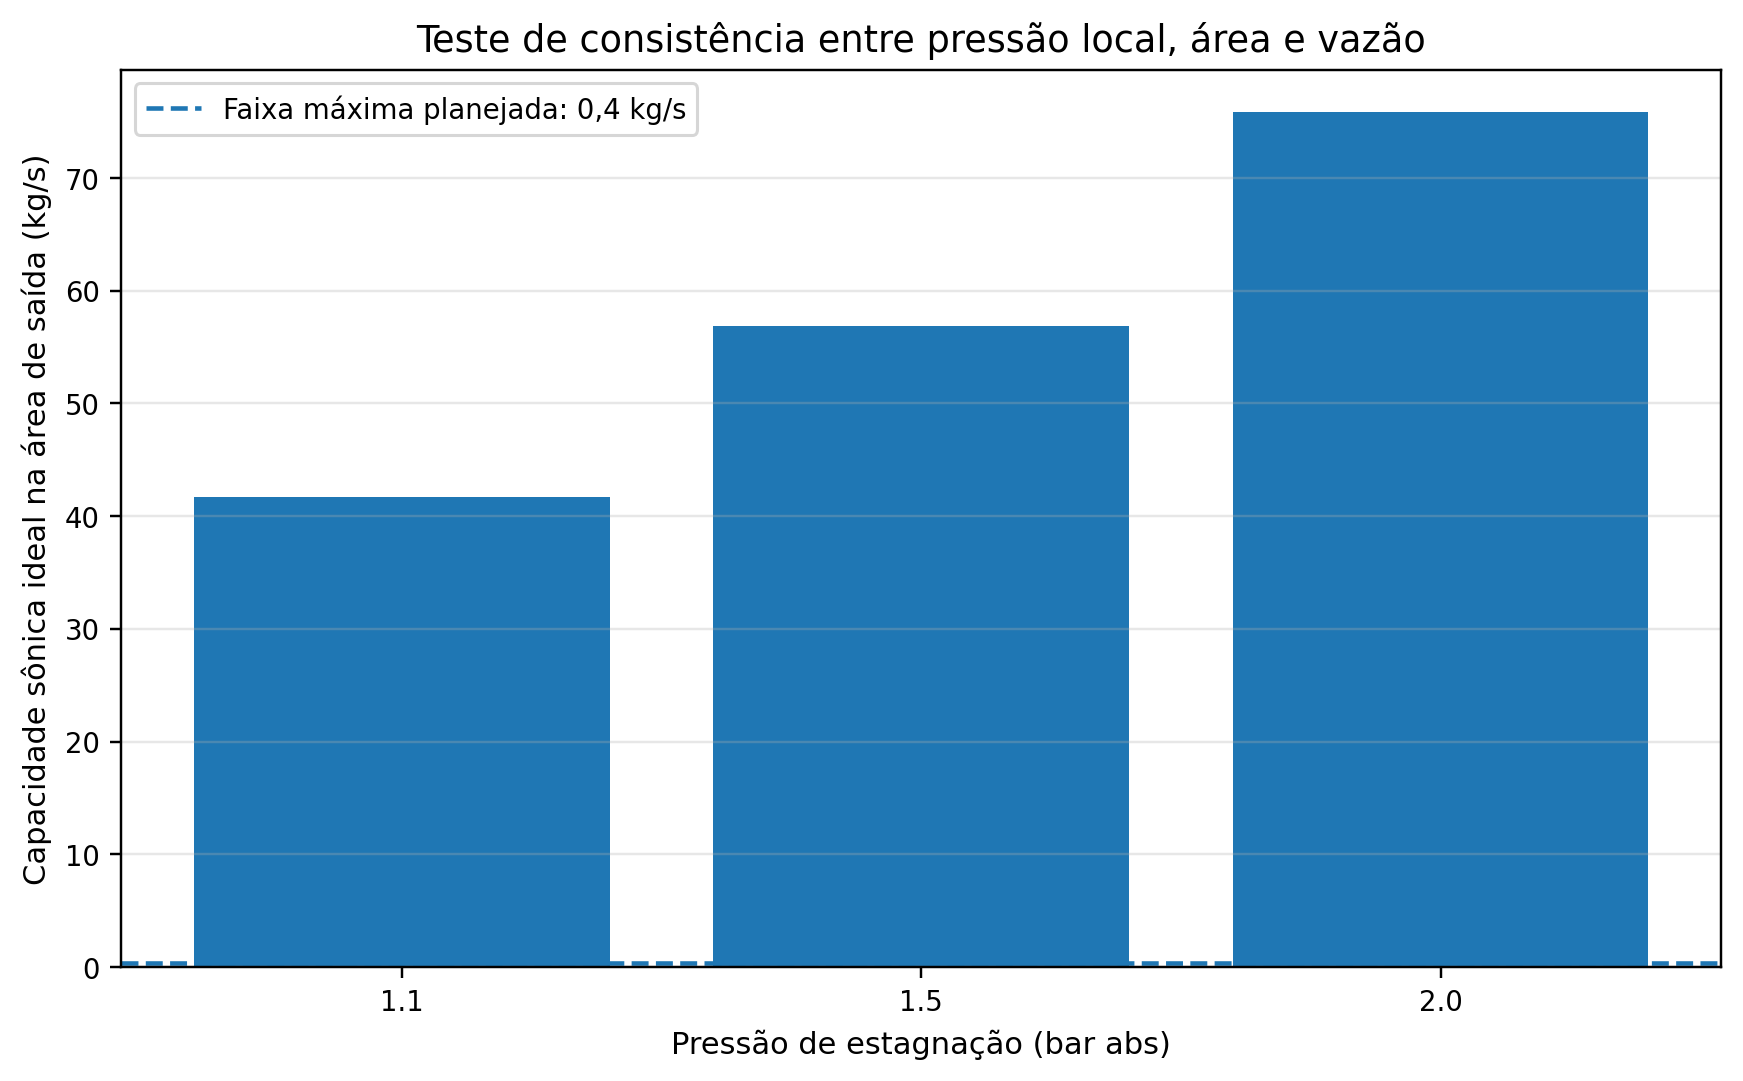 Teste de consistência entre pressão local, área e vazão
Faixa máxima planejada: 0,4 kg/s
Capacidade sônica ideal na área de saída (kg/s)
70
60
50
40
30
20
10
0
1.1
1.5
2.0
Pressão de estagnação (bar abs)